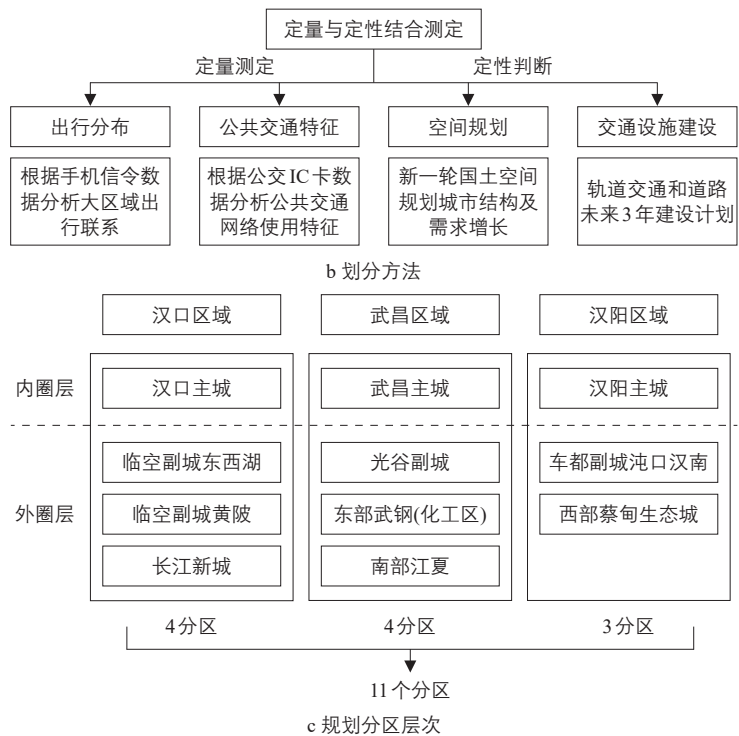 定量与定性结合测定
定量测定
定性判断
出行分布
公共交通特征
空间规划
交通设施建设
根据手机信令数
据分析大区域出
行联系
根据公交IC卡数
据分析公共交通
网络使用特征
新一轮国土空间
规划城市结构及
需求增长
轨道交通和道路
未来3年建设计划
b 划分方法
汉口区域
武昌区域
汉阳区域
内圈层
汉口主城
武昌主城
汉阳主城
外圈层
临空副城东西湖
光谷副城
车都副城沌口汉南
临空副城黄陂
东部武钢(化工区)
西部蔡甸生态城
长江新城
南部江夏
4分区
4分区
3分区
11个分区
c 规划分区层次